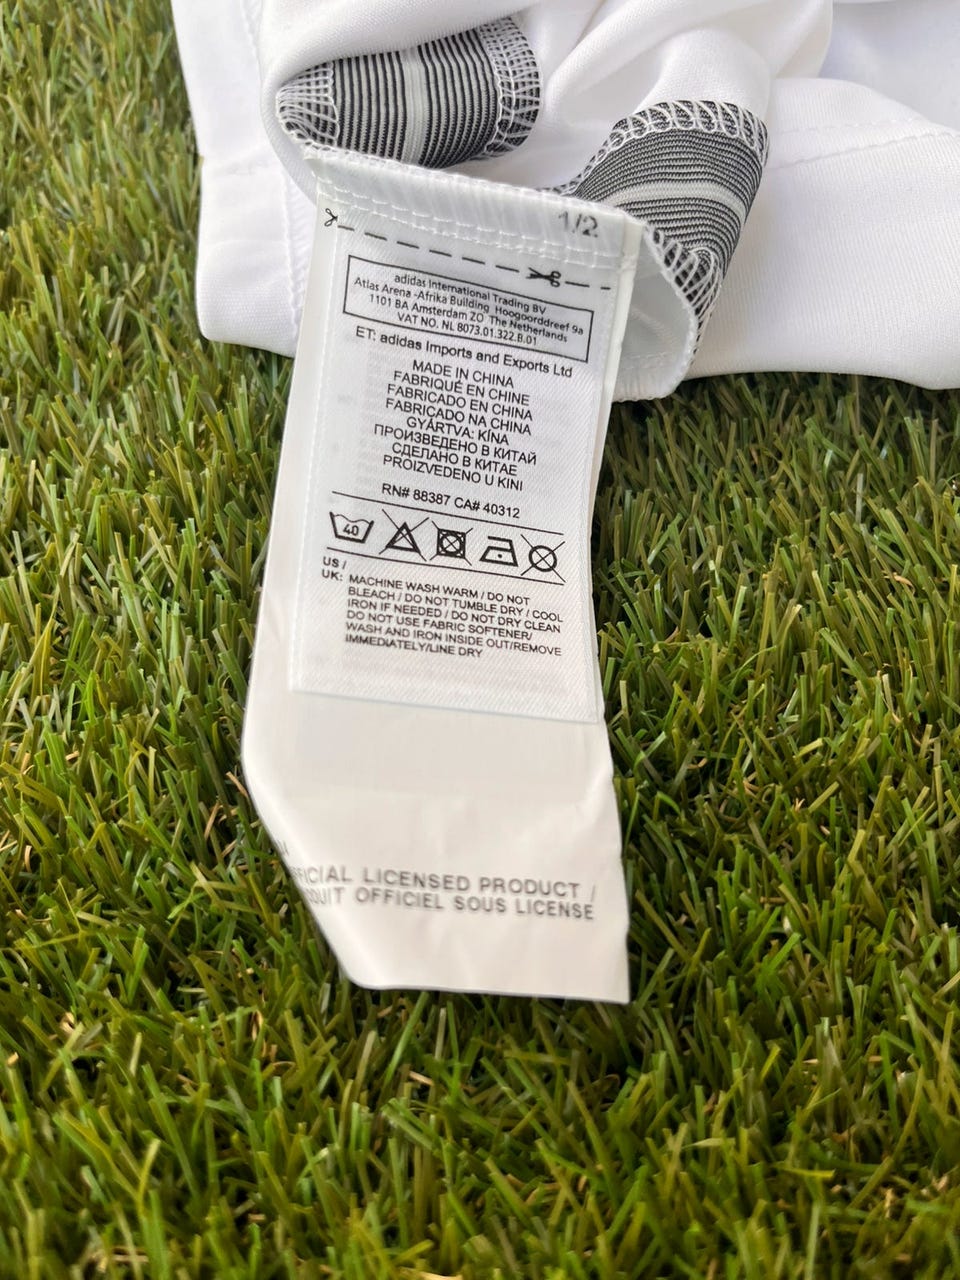 1/2
adidas International Trading BV
Atlas Arena -Afrika Building Hoogoorddreef 9a
1101 BA Amsterdam ZO The Netherlands
VAT NO. NL 8073.01.322.B.01
ET: adidas Imports and Exports Ltd
MADE IN CHINA
FABRIQUÉ EN CHINE
FABRICADO EN CHINA
FABRICADO NA CHINA
GYÁRTVA: KÍNA
ПРОИЗВЕДЕНО В КИТАЙ
СДЕЛАНО В КИТАЕ
PROIZVEDENO U KINI
RN# 88387 CA# 40312
40
US /
UK: MACHINE WASH WARM / DO NOT
BLEACH / DO NOT TUMBLE DRY / COOL
IRON IF NEEDED / DO NOT DRY CLEAN
DO NOT USE FABRIC SOFTENER/
WASH AND IRON INSIDE OUT/REMOVE
IMMEDIATELY/LINE DRY
LICENSED PRODUCT /
OFFICIEL SOUS LICENSE